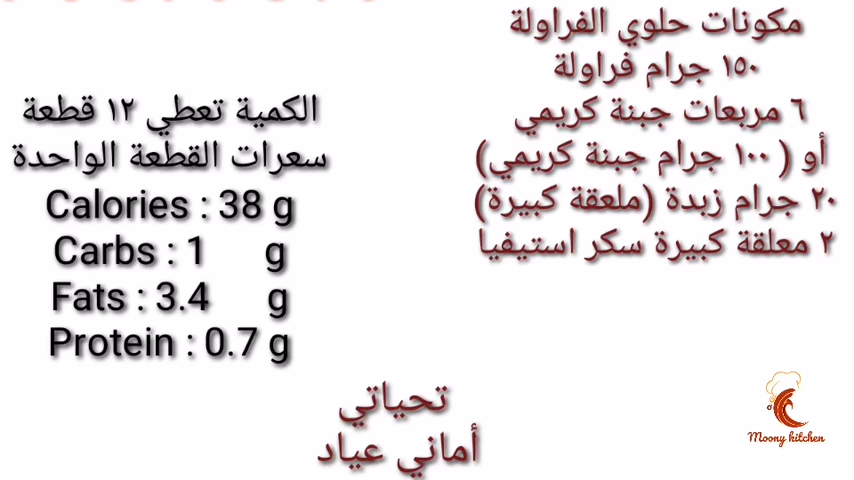 مكونات حلوي الفراولة
١٥٠ جرام فراولة
٦ مربعات جبنة كريمي
أو ( ١٠٠ جرام جبنة كريمي)
٢٠ جرام زبدة (ملعقة كبيرة)
٢ معلقة كبيرة سكر استيفيا
الكمية تعطي ١٢ قطعة
سعرات القطعة الواحدة
Calories : 38 g
Carbs : 1 g
Fats : 3.4 g
Protein : 0.7 g
تحياتي
أماني عياد
Moony kitchen